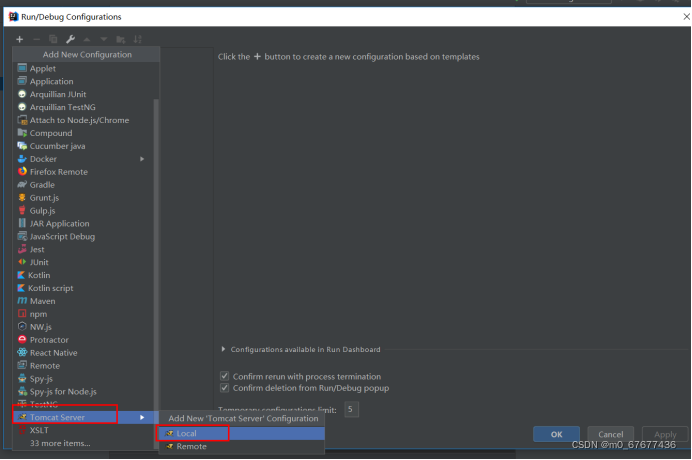 Run/Debug Configurations
Add New Configuration
Click the + button to create a new configuration based on templates
Applet
Application
Arquillian JUnit
Arquillian TestNG
Attach to Node.js/Chrome
Compound
Cucumber java
Docker
Firefox Remote
Gradle
Grunt.js
Gulp.js
JAR Application
JavaScript Debug
Jest
JUnit
Kotlin
Kotlin script
Maven
npm
NW.js
Protractor
React Native
Remote
Spy-js
Spy-js for Node.js
TestNG
Tomcat Server
XSLT
33 more items...
Configurations available in Run Dashboard
Confirm rerun with process termination
Confirm deletion from Run/Debug popup
Temporary configurations limit: 5
Add New 'Tomcat Server' Configuration
Local
Remote
OK
Cancel
Apply
CSDN @m0_67677436